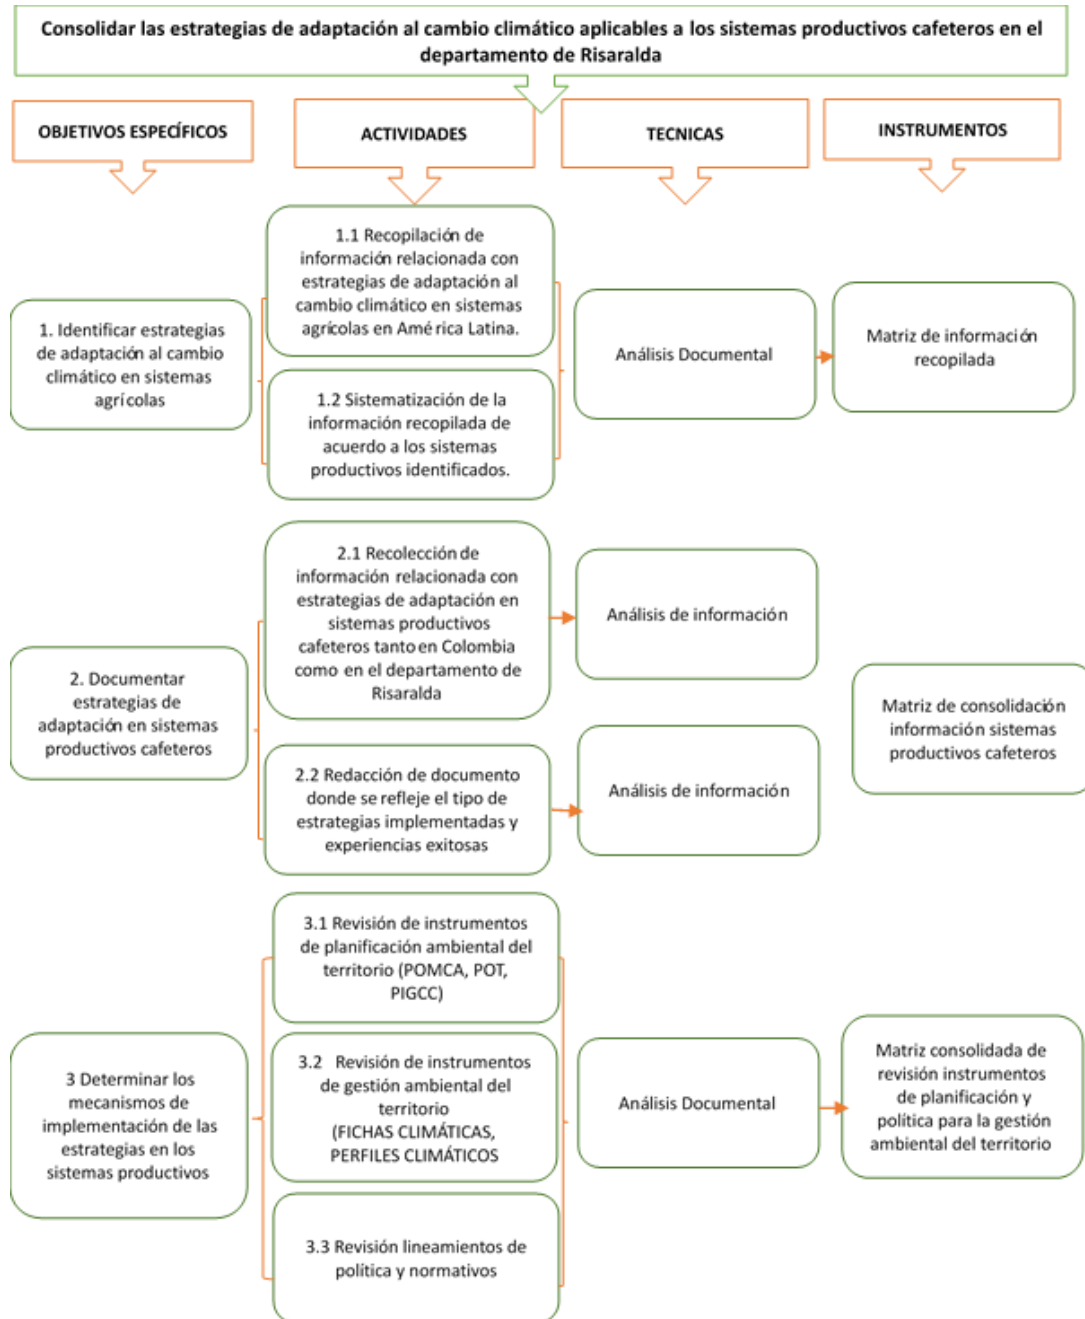 Consolidar las estrategias de adaptación al cambio climático aplicables a los sistemas productivos cafeteros en el
departamento de Risaralda
OBJETIVOS ESPECÍFICOS
ACTIVIDADES
TECNICAS
INSTRUMENTOS
1. Identificar estrategias
de adaptación al cambio
climático en sistemas
agrícolas
1.1 Recopilación de
información relacionada con
estrategias de adaptación al
cambio climático en sistemas
agrícolas en América Latina.
1.2 Sistematización de la
información recopilada de
acuerdo a los sistemas
productivos identificados.
Análisis Documental
Matriz de información
recopilada
2. Documentar
estrategias de
adaptación en sistemas
productivos cafeteros
2.1 Recolección de
información relacionada con
estrategias de adaptación en
sistemas productivos
cafeteros tanto en Colombia
como en el departamento de
Risaralda
Análisis de información
2.2 Redacción de documento
donde se refleje el tipo de
estrategias implementadas y
experiencias exitosas
Análisis de información
Matriz de consolidación
información sistemas
productivos cafeteros
3 Determinar los
mecanismos de
implementación de las
estrategias en los
sistemas productivos
3.1 Revisión de instrumentos
de planificación ambiental del
territorio (POMCA, POT,
PIGCC)
3.2 Revisión de instrumentos
de gestión ambiental del
territorio
(FICHAS CLIMÁTICAS,
PERFILES CLIMÁTICOS
3.3 Revisión lineamientos de
política y normativos
Análisis Documental
Matriz consolidada de
revisión instrumentos
de planificación y
política para la gestión
ambiental del territorio